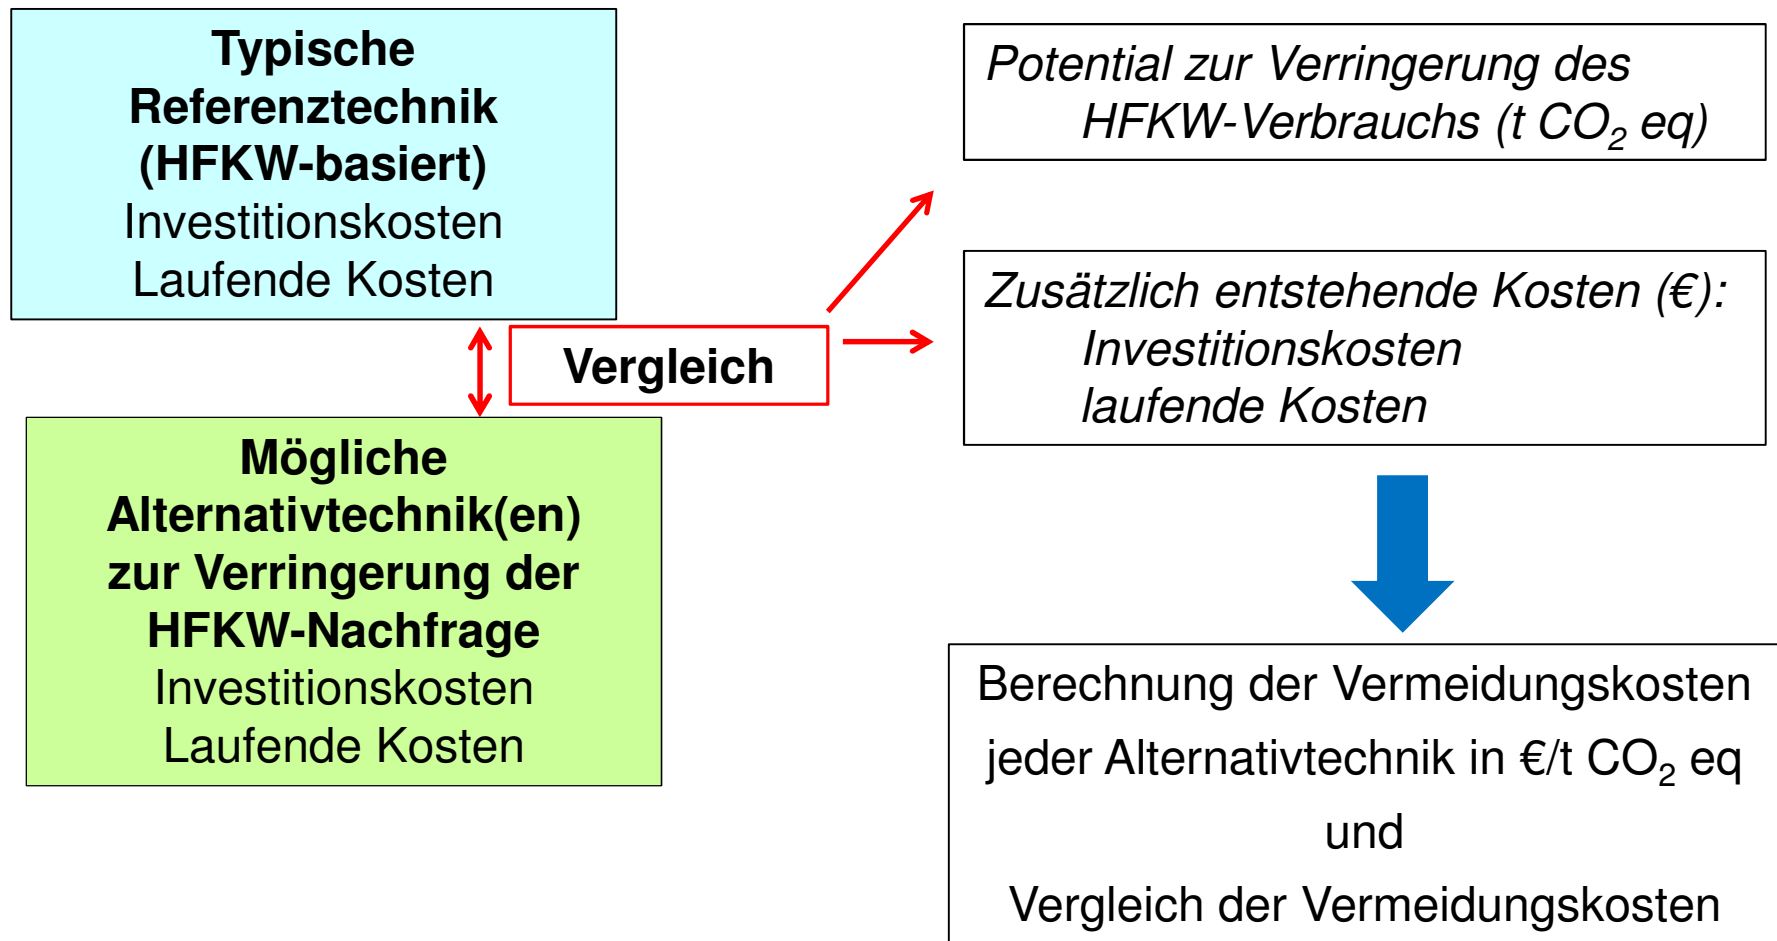 Typische
Referenztechnik
(HFKW-basiert)
Investitionskosten
Laufende Kosten
Vergleich
Mögliche
Alternativtechnik(en)
zur Verringerung der
HFKW-Nachfrage
Investitionskosten
Laufende Kosten
Potential zur Verringerung des
HFKW-Verbrauchs (t CO₂ eq)
Zusätzlich entstehende Kosten (€):
Investitionskosten
laufende Kosten
Berechnung der Vermeidungskosten
jeder Alternativtechnik in €/t CO₂ eq
und
Vergleich der Vermeidungskosten